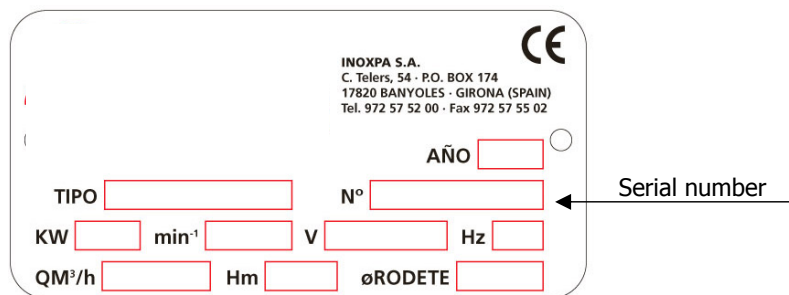 CE
INOXPA S.A.
C. Telers, 54 · P.O. BOX 174
17820 BANYOLES · GIRONA (SPAIN)
Tel. 972 57 52 00 · Fax 972 57 55 02
AÑO
TIPO Nº Serial number
KW min⁻¹ V Hz
QM³/h Hm øRODETE